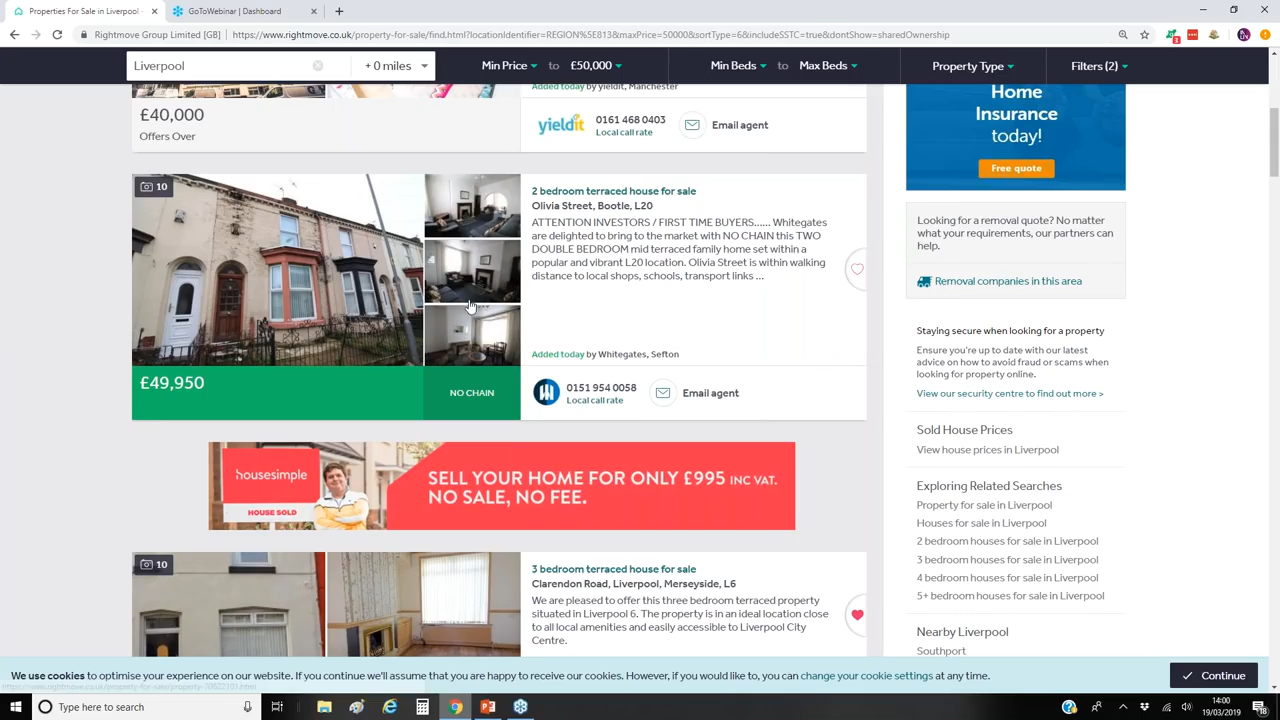 Properties For Sale in Liverpool
GoToWebinar | Dashboard
Rightmove Group Limited [GB] | https://www.rightmove.co.uk/property-for-sale/find.html?locationIdentifier=REGION%5E813&maxPrice=50000&sortType=6&includeSSTC=true&dontShow=sharedOwnership
Liverpool
+ 0 miles
Min Price to £50,000
Min Beds to Max Beds
Property Type
Filters (2)
Added today by yieldit, Manchester
£40,000
Offers Over
yieldit
0161 468 0403
Local call rate
Email agent
10
2 bedroom terraced house for sale
Olivia Street, Bootle, L20
ATTENTION INVESTORS / FIRST TIME BUYERS...... Whitegates
are delighted to bring to the market with NO CHAIN this TWO
DOUBLE BEDROOM mid terraced family home set within a
popular and vibrant L20 location. Olivia Street is within walking
distance to local shops, schools, transport links ...
Added today by Whitegates, Sefton
£49,950
NO CHAIN
0151 954 0058
Local call rate
Email agent
housesimple
HOUSE SOLD
SELL YOUR HOME FOR ONLY £995 INC VAT.
NO SALE, NO FEE.
10
3 bedroom terraced house for sale
Clarendon Road, Liverpool, Merseyside, L6
We are pleased to offer this three bedroom terraced property
situated in Liverpool 6. The property is in an ideal location close
to all local amenities and easily accessible to Liverpool City
Centre.
Home
Insurance
today!
Free quote
Looking for a removal quote? No matter
what your requirements, our partners can
help.
Removal companies in this area
Staying secure when looking for a property
Ensure you're up to date with our latest
advice on how to avoid fraud or scams when
looking for property online.
View our security centre to find out more >
Sold House Prices
View house prices in Liverpool
Exploring Related Searches
Property for sale in Liverpool
Houses for sale in Liverpool
2 bedroom houses for sale in Liverpool
3 bedroom houses for sale in Liverpool
4 bedroom houses for sale in Liverpool
5+ bedroom houses for sale in Liverpool
Nearby Liverpool
Southport
We use cookies to optimise your experience on our website. If you continue we'll assume that you are happy to receive our cookies. However, if you would like to, you can change your cookie settings at any time.
Continue
Type here to search
14:00
19/03/2019
18